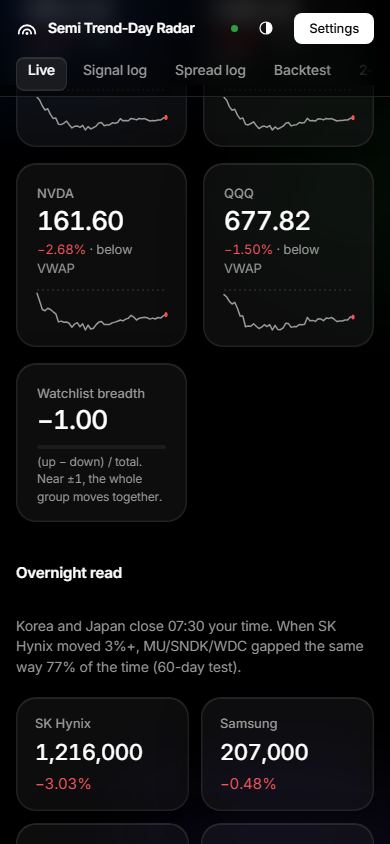 Semi Trend-Day Radar
Settings
Live
Signal log
Spread log
Backtest
NVDA
161.60
−2.68% · below
VWAP
QQQ
677.82
−1.50% · below
VWAP
Watchlist breadth
−1.00
(up − down) / total.
Near ±1, the whole
group moves together.
Overnight read
Korea and Japan close 07:30 your time. When SK
Hynix moved 3%+, MU/SNDK/WDC gapped the same
way 77% of the time (60-day test).
SK Hynix
1,216,000
−3.03%
Samsung
207,000
−0.48%